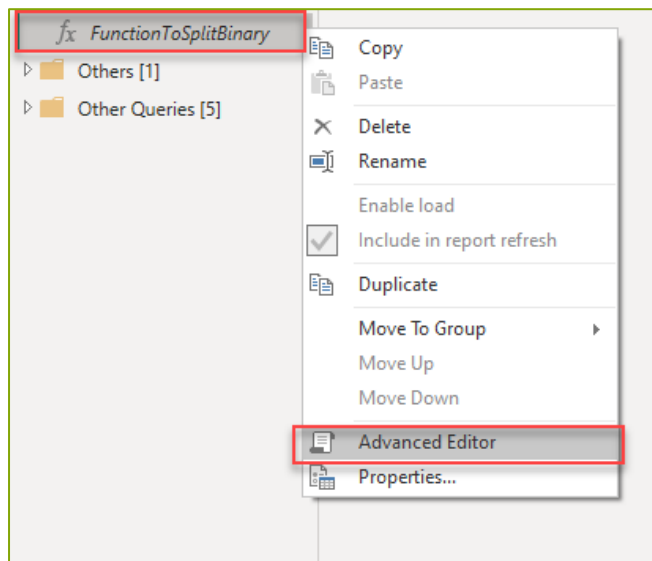 fx FunctionToSplitBinary
Others [1]
Other Queries [5]
Copy
Paste
Delete
Rename
Enable load
Include in report refresh
Duplicate
Move To Group
Move Up
Move Down
Advanced Editor
Properties...